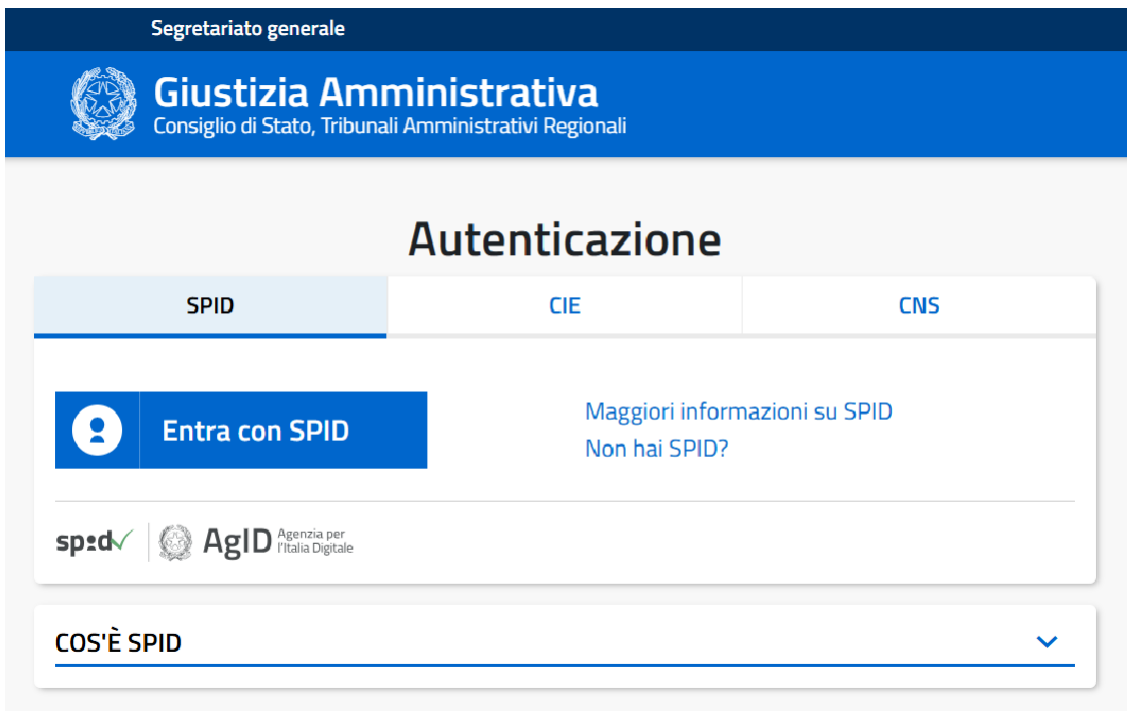 Segretariato generale
Giustizia Amministrativa
Consiglio di Stato, Tribunali Amministrativi Regionali
Autenticazione
SPID
CIE
CNS
Entra con SPID
Maggiori informazioni su SPID
Non hai SPID?
spid
AgID
Agenzia per
l'Italia Digitale
COS'È SPID